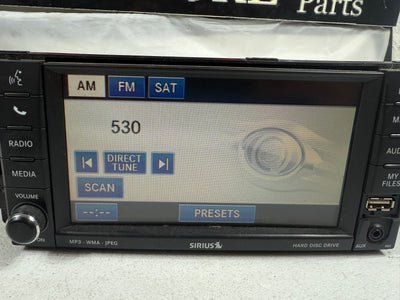 Parts
AM FM SAT
530
DIRECT
TUNE
SCAN
--:--
PRESETS
RADIO
MEDIA
VOLUME
MY
FILES
MP3 · WMA · JPEG
SIRIUS
HARD DISC DRIVE
AUX